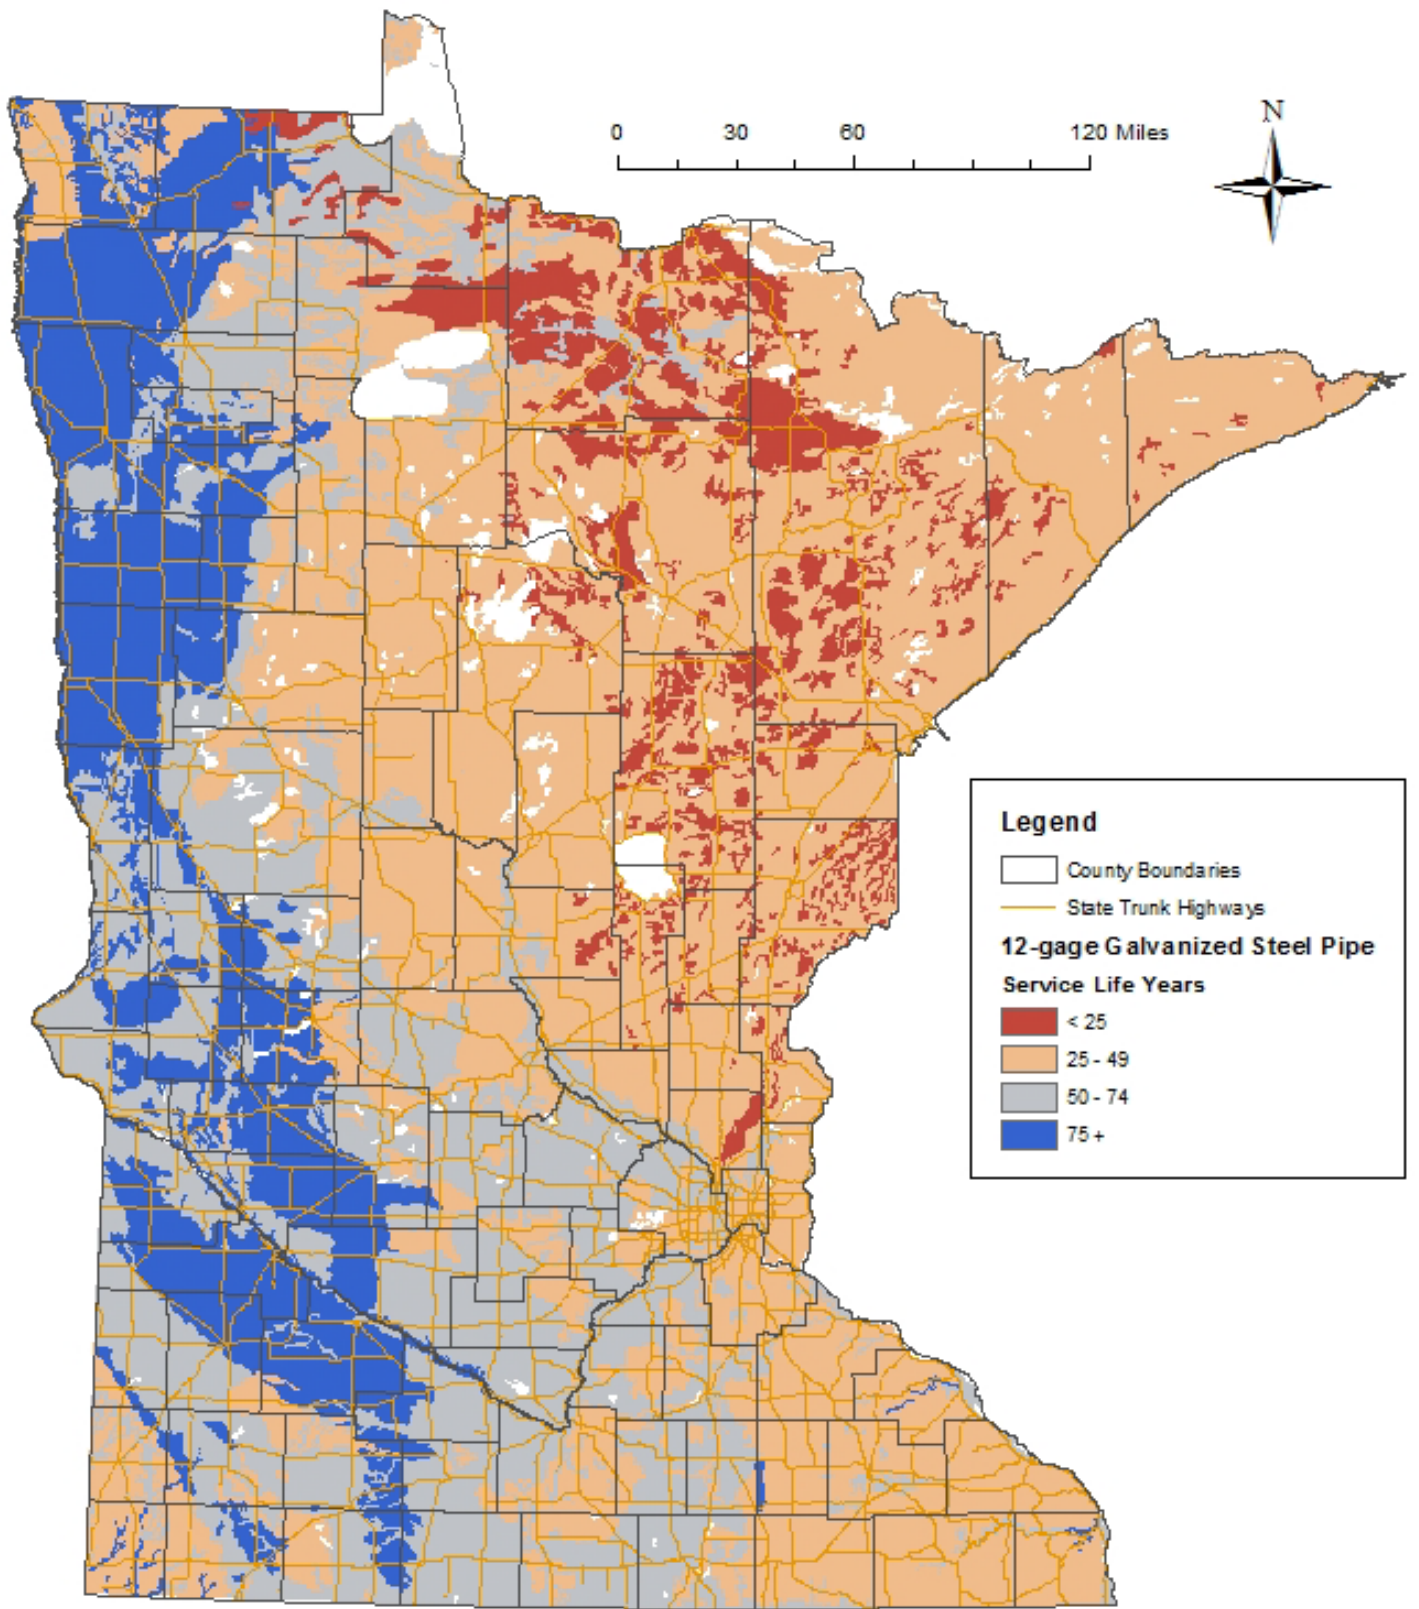 N
0 30 60 120 Miles
Legend
County Boundaries
State Trunk Highways
12-gage Galvanized Steel Pipe
Service Life Years
< 25
25 - 49
50 - 74
75 +